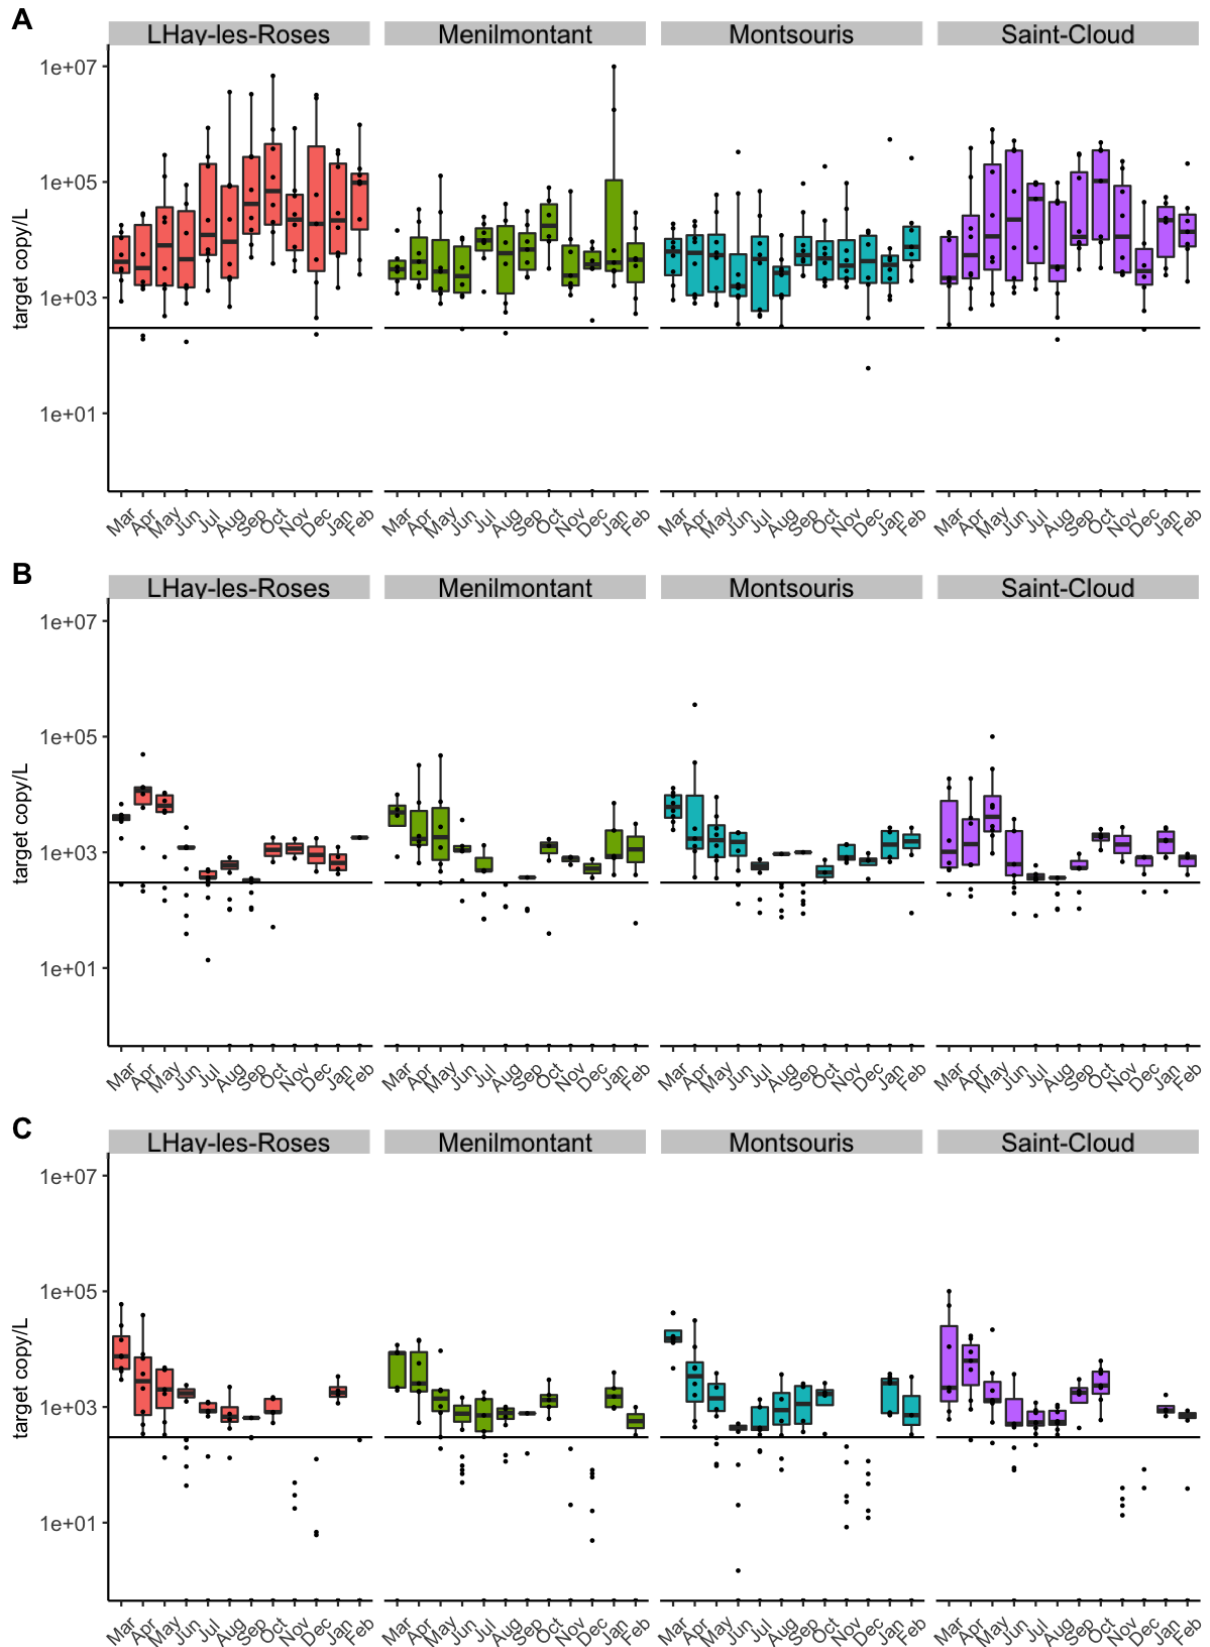 A
LHay-les-Roses Menilmontant Montsouris Saint-Cloud
1e+07
1e+05
1e+03
1e+01
target copy/L
Mar Apr May Jun Jul Aug Sep Oct Nov Dec Jan Feb Mar Apr May Jun Jul Aug Sep Oct Nov Dec Jan Feb Mar Apr May Jun Jul Aug Sep Oct Nov Dec Jan Feb Mar Apr May Jun Jul Aug Sep Oct Nov Dec Jan Feb
B
LHay-les-Roses Menilmontant Montsouris Saint-Cloud
1e+07
1e+05
1e+03
1e+01
target copy/L
Mar Apr May Jun Jul Aug Sep Oct Nov Dec Jan Feb Mar Apr May Jun Jul Aug Sep Oct Nov Dec Jan Feb Mar Apr May Jun Jul Aug Sep Oct Nov Dec Jan Feb Mar Apr May Jun Jul Aug Sep Oct Nov Dec Jan Feb
C
LHay-les-Roses Menilmontant Montsouris Saint-Cloud
1e+07
1e+05
1e+03
1e+01
target copy/L
Mar Apr May Jun Jul Aug Sep Oct Nov Dec Jan Feb Mar Apr May Jun Jul Aug Sep Oct Nov Dec Jan Feb Mar Apr May Jun Jul Aug Sep Oct Nov Dec Jan Feb Mar Apr May Jun Jul Aug Sep Oct Nov Dec Jan Feb